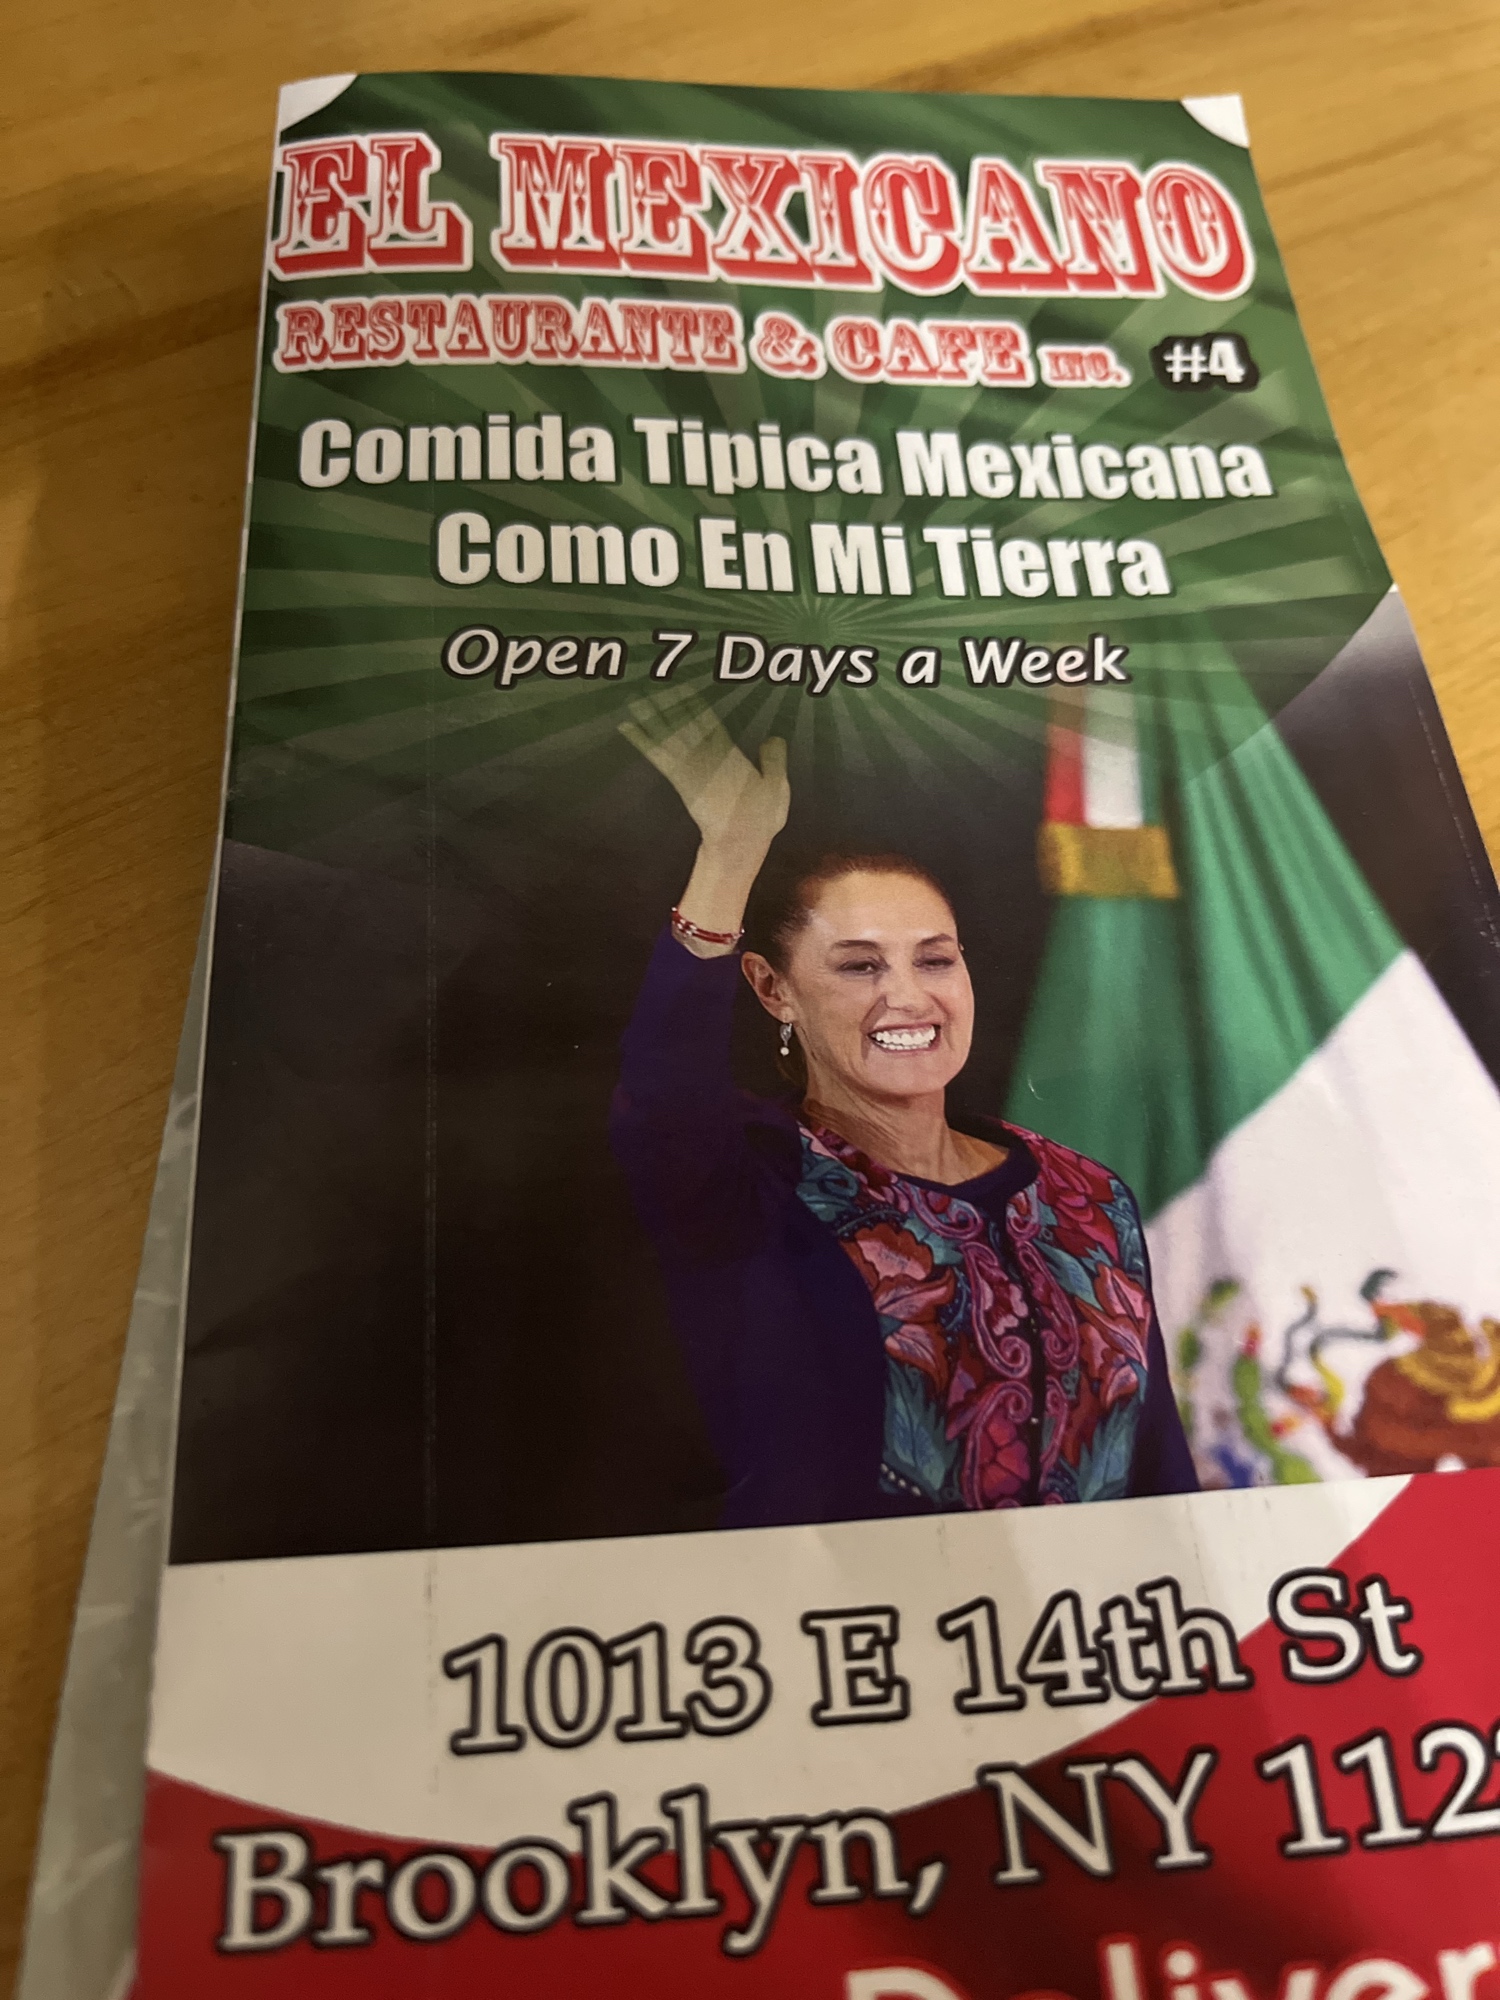 EL MEXICANO
RESTAURANTE & CAFE INC. #4
Comida Tipica Mexicana
Como En Mi Tierra
Open 7 Days a Week
1013 E 14th St
Brooklyn, NY